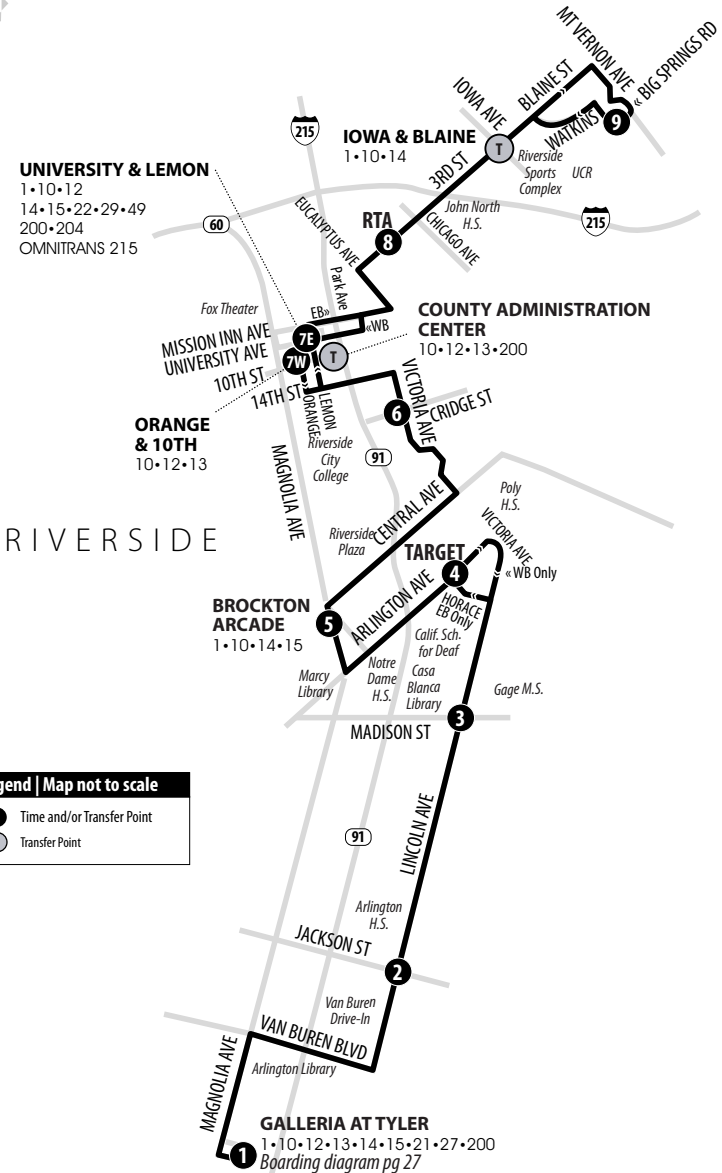 MT VERNON AVE
« BIG SPRINGS RD
BLAINE ST
IOWA AVE
WATKINS
9
215
IOWA & BLAINE
1•10•14
T
3RD ST
Riverside
Sports
Complex
UCR
UNIVERSITY & LEMON
1•10•12
14•15•22•29•49
200•204
OMNITRANS 215
60
EUCALYPTUS AVE
RTA
8
John North
H.S.
CHICAGO AVE
215
Park Ave
Fox Theater
EB»
«WB
COUNTY ADMINISTRATION
CENTER
10•12•13•200
MISSION INN AVE
UNIVERSITY AVE
7E
7W
T
10TH ST
14TH ST
ORANGE
LEMON
VICTORIA AVE
6
CRIDGE ST
ORANGE
& 10TH
10•12•13
Riverside
City
College
91
MAGNOLIA AVE
CENTRAL AVE
Poly
H.S.
RIVERSIDE
Riverside
Plaza
TARGET
4
VICTORIA AVE
« WB Only
HORACE
EB Only
ARLINGTON AVE
BROCKTON
ARCADE
1•10•14•15
5
Calif. Sch.
for Deaf
Marcy
Library
Notre
Dame
H.S.
Casa
Blanca
Library
Gage M.S.
3
MADISON ST
gend | Map not to scale
Time and/or Transfer Point
Transfer Point
91
LINCOLN AVE
Arlington
H.S.
JACKSON ST
2
Van Buren
Drive-In
VAN BUREN BLVD
MAGNOLIA AVE
Arlington Library
GALLERIA AT TYLER
1•10•12•13•14•15•21•27•200
1
Boarding diagram pg 27